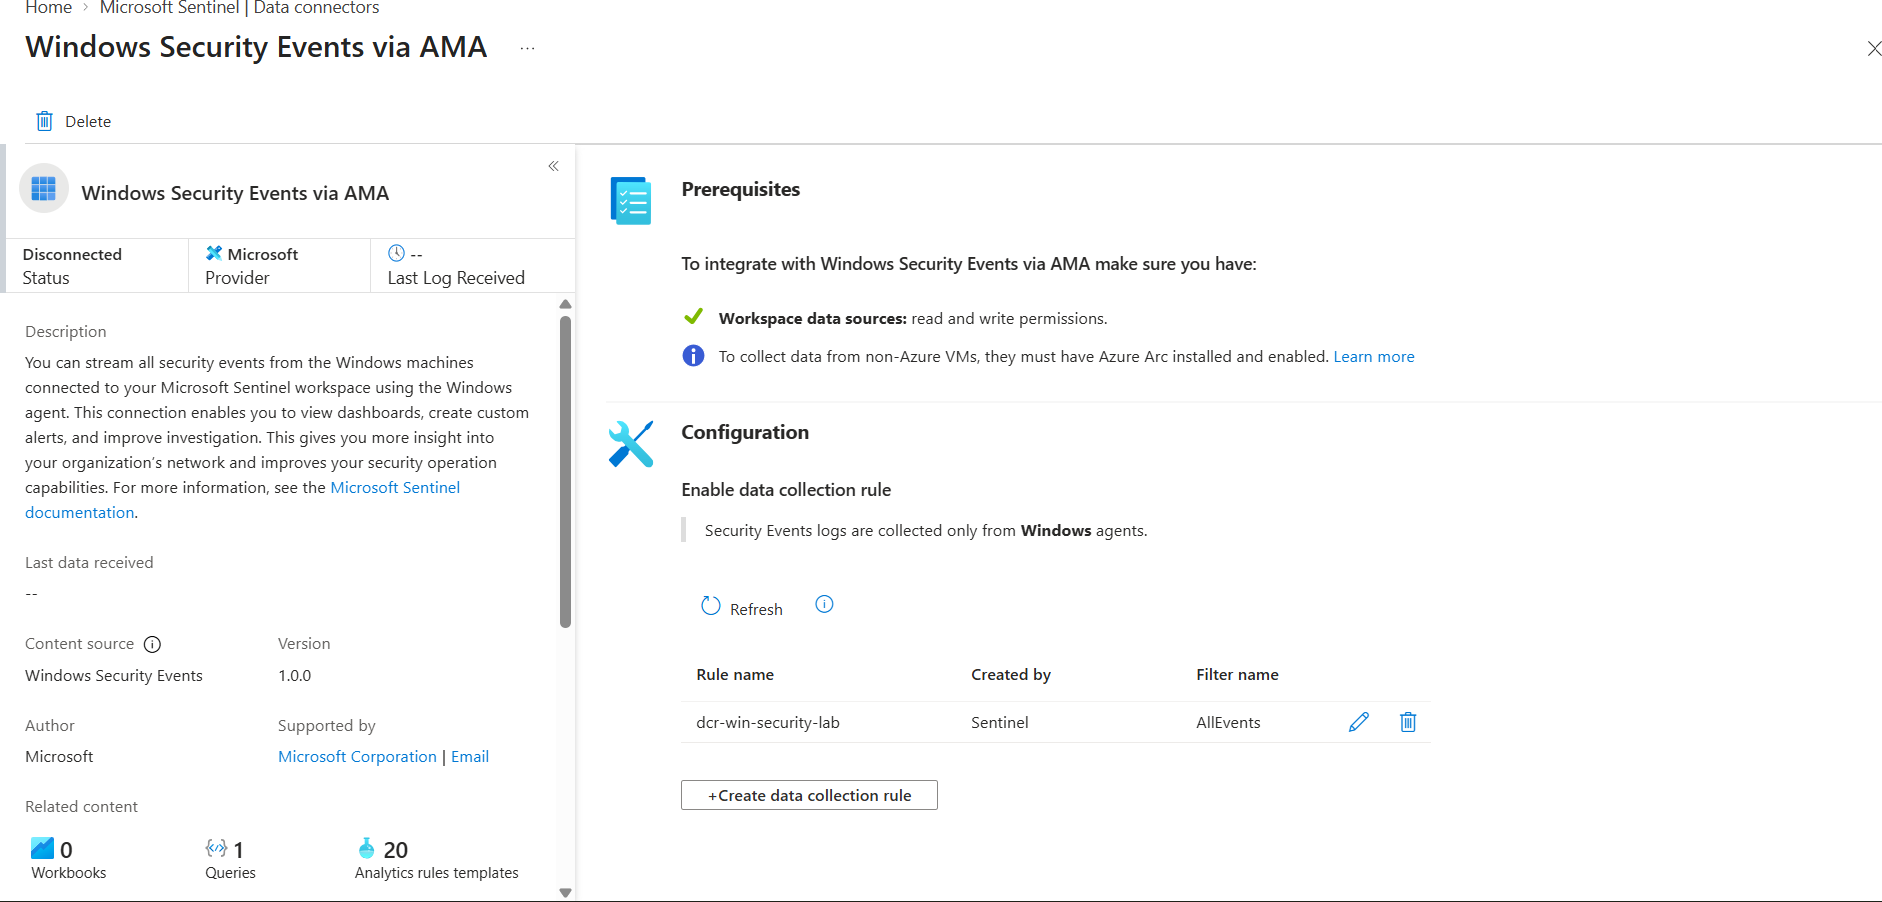 Home > Microsoft Sentinel | Data connectors
Windows Security Events via AMA ...
Delete
«
Windows Security Events via AMA
Disconnected
Status
Microsoft
Provider
--
Last Log Received
Description
You can stream all security events from the Windows machines
connected to your Microsoft Sentinel workspace using the Windows
agent. This connection enables you to view dashboards, create custom
alerts, and improve investigation. This gives you more insight into
your organization's network and improves your security operation
capabilities. For more information, see the Microsoft Sentinel
documentation.
Last data received
--
Content source Version
Windows Security Events 1.0.0
Author Supported by
Microsoft Microsoft Corporation | Email
Related content
0
Workbooks
1
Queries
20
Analytics rules templates
Prerequisites
To integrate with Windows Security Events via AMA make sure you have:
Workspace data sources: read and write permissions.
To collect data from non-Azure VMs, they must have Azure Arc installed and enabled. Learn more
Configuration
Enable data collection rule
Security Events logs are collected only from Windows agents.
Refresh
Rule name Created by Filter name
dcr-win-security-lab Sentinel AllEvents
+Create data collection rule